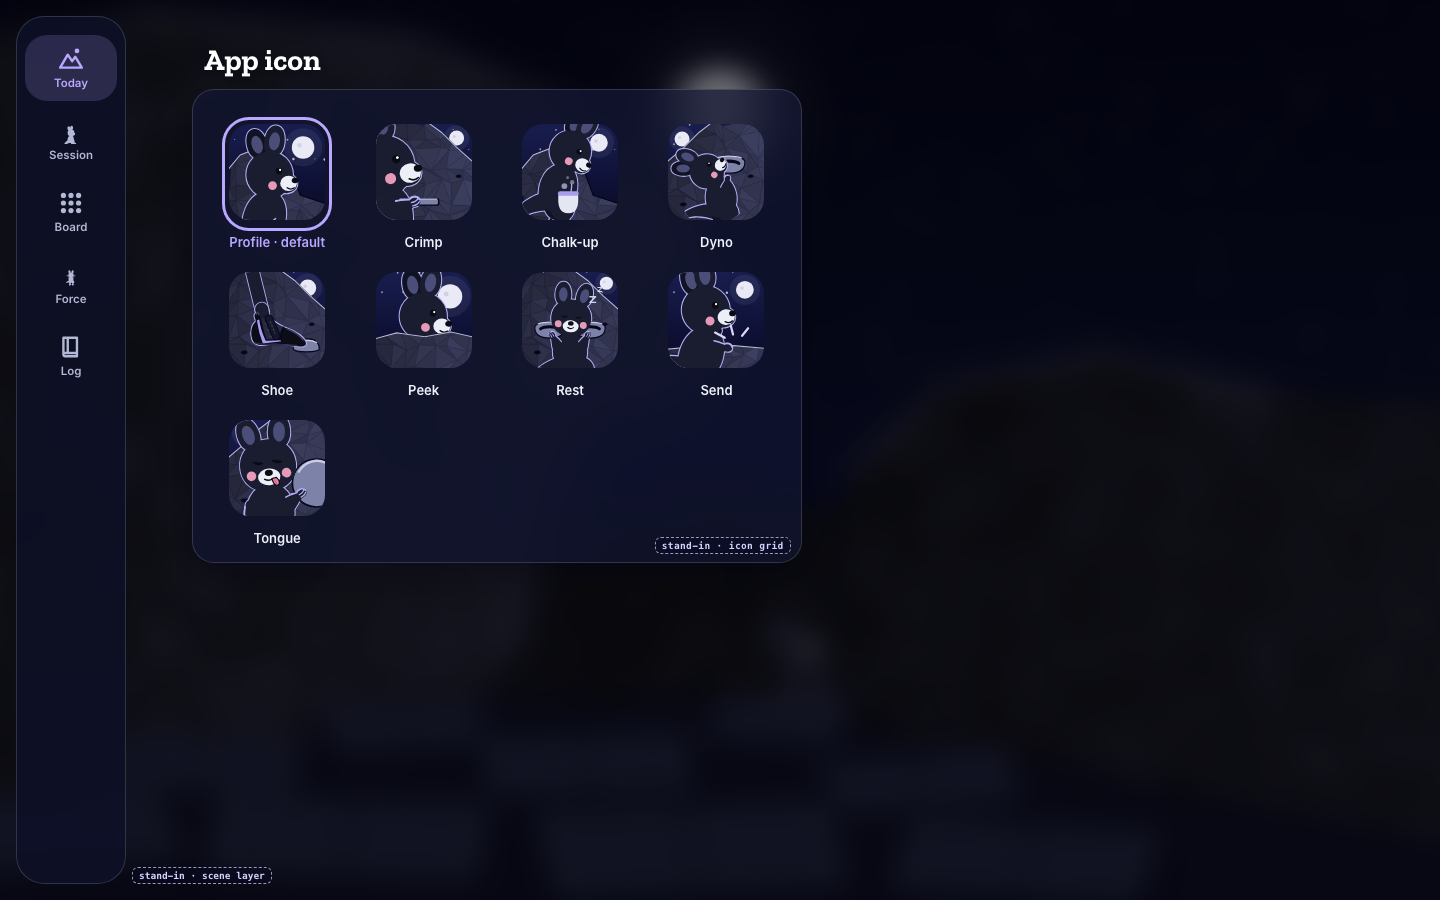 App icon
Today
Session
Board
Force
Log
Profile · default
Crimp
Chalk-up
Dyno
Shoe
Peek
Rest
Send
Tongue
z
z
stand-in · icon grid
stand-in · scene layer